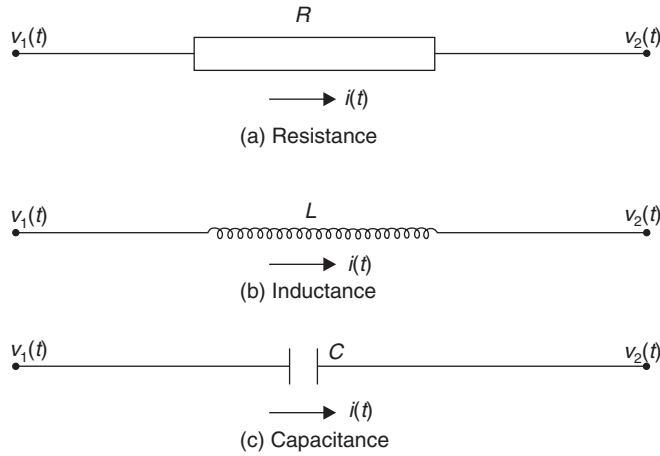 R
v1(t) v2(t)
i(t)
(a) Resistance
L
v1(t) v2(t)
i(t)
(b) Inductance
v1(t) C v2(t)
i(t)
(c) Capacitance